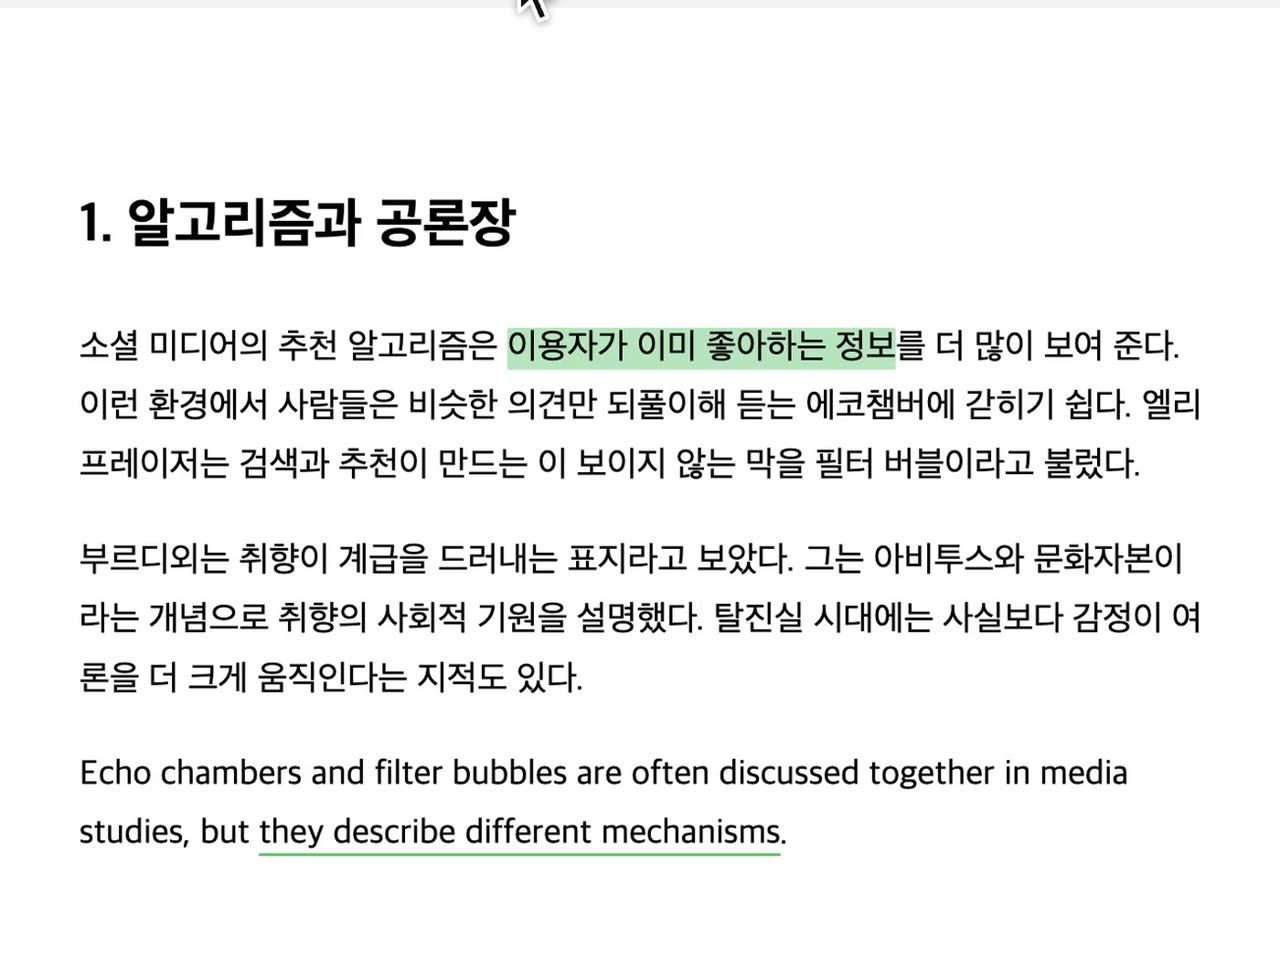 1. 알고리즘과 공론장
소셜 미디어의 추천 알고리즘은 이용자가 이미 좋아하는 정보를 더 많이 보여 준다.
이런 환경에서 사람들은 비슷한 의견만 되풀이해 듣는 에코챔버에 갇히기 쉽다. 엘리
프레이저는 검색과 추천이 만드는 이 보이지 않는 막을 필터 버블이라고 불렀다.
부르디외는 취향이 계급을 드러내는 표지라고 보았다. 그는 아비투스와 문화자본이
라는 개념으로 취향의 사회적 기원을 설명했다. 탈진실 시대에는 사실보다 감정이 여
론을 더 크게 움직인다는 지적도 있다.
Echo chambers and filter bubbles are often discussed together in media
studies, but they describe different mechanisms.